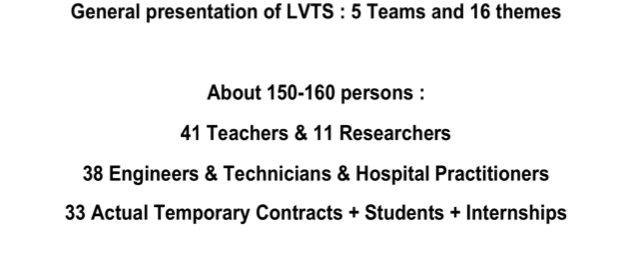 General presentation of LVTS : 5 Teams and 16 themes
About 150-160 persons :
41 Teachers & 11 Researchers
38 Engineers & Technicians & Hospital Practitioners
33 Actual Temporary Contracts + Students + Internships